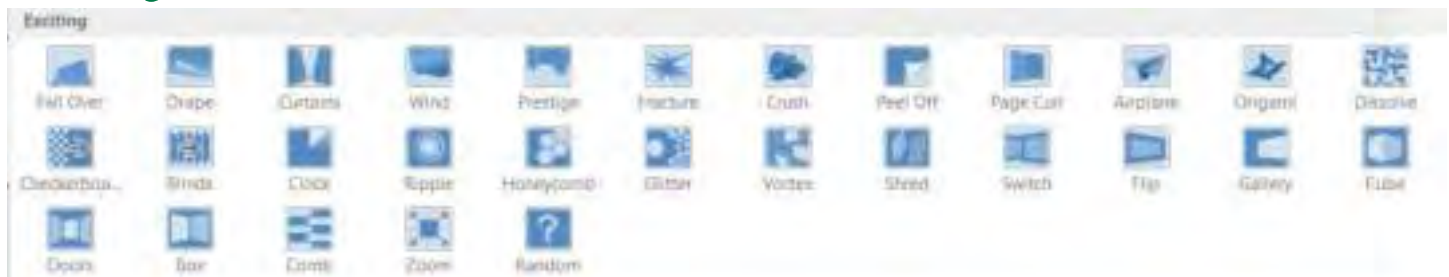 Exciting
Fall Over Drape Curtains Wind Prestige Fracture Crush Peel Off Page Curl Airplane Origami Dissolve
Checkerboa... Blinds Clock Ripple Honeycomb Glitter Vortex Shred Switch Flip Gallery Cube
Doors Box Comb Zoom Random